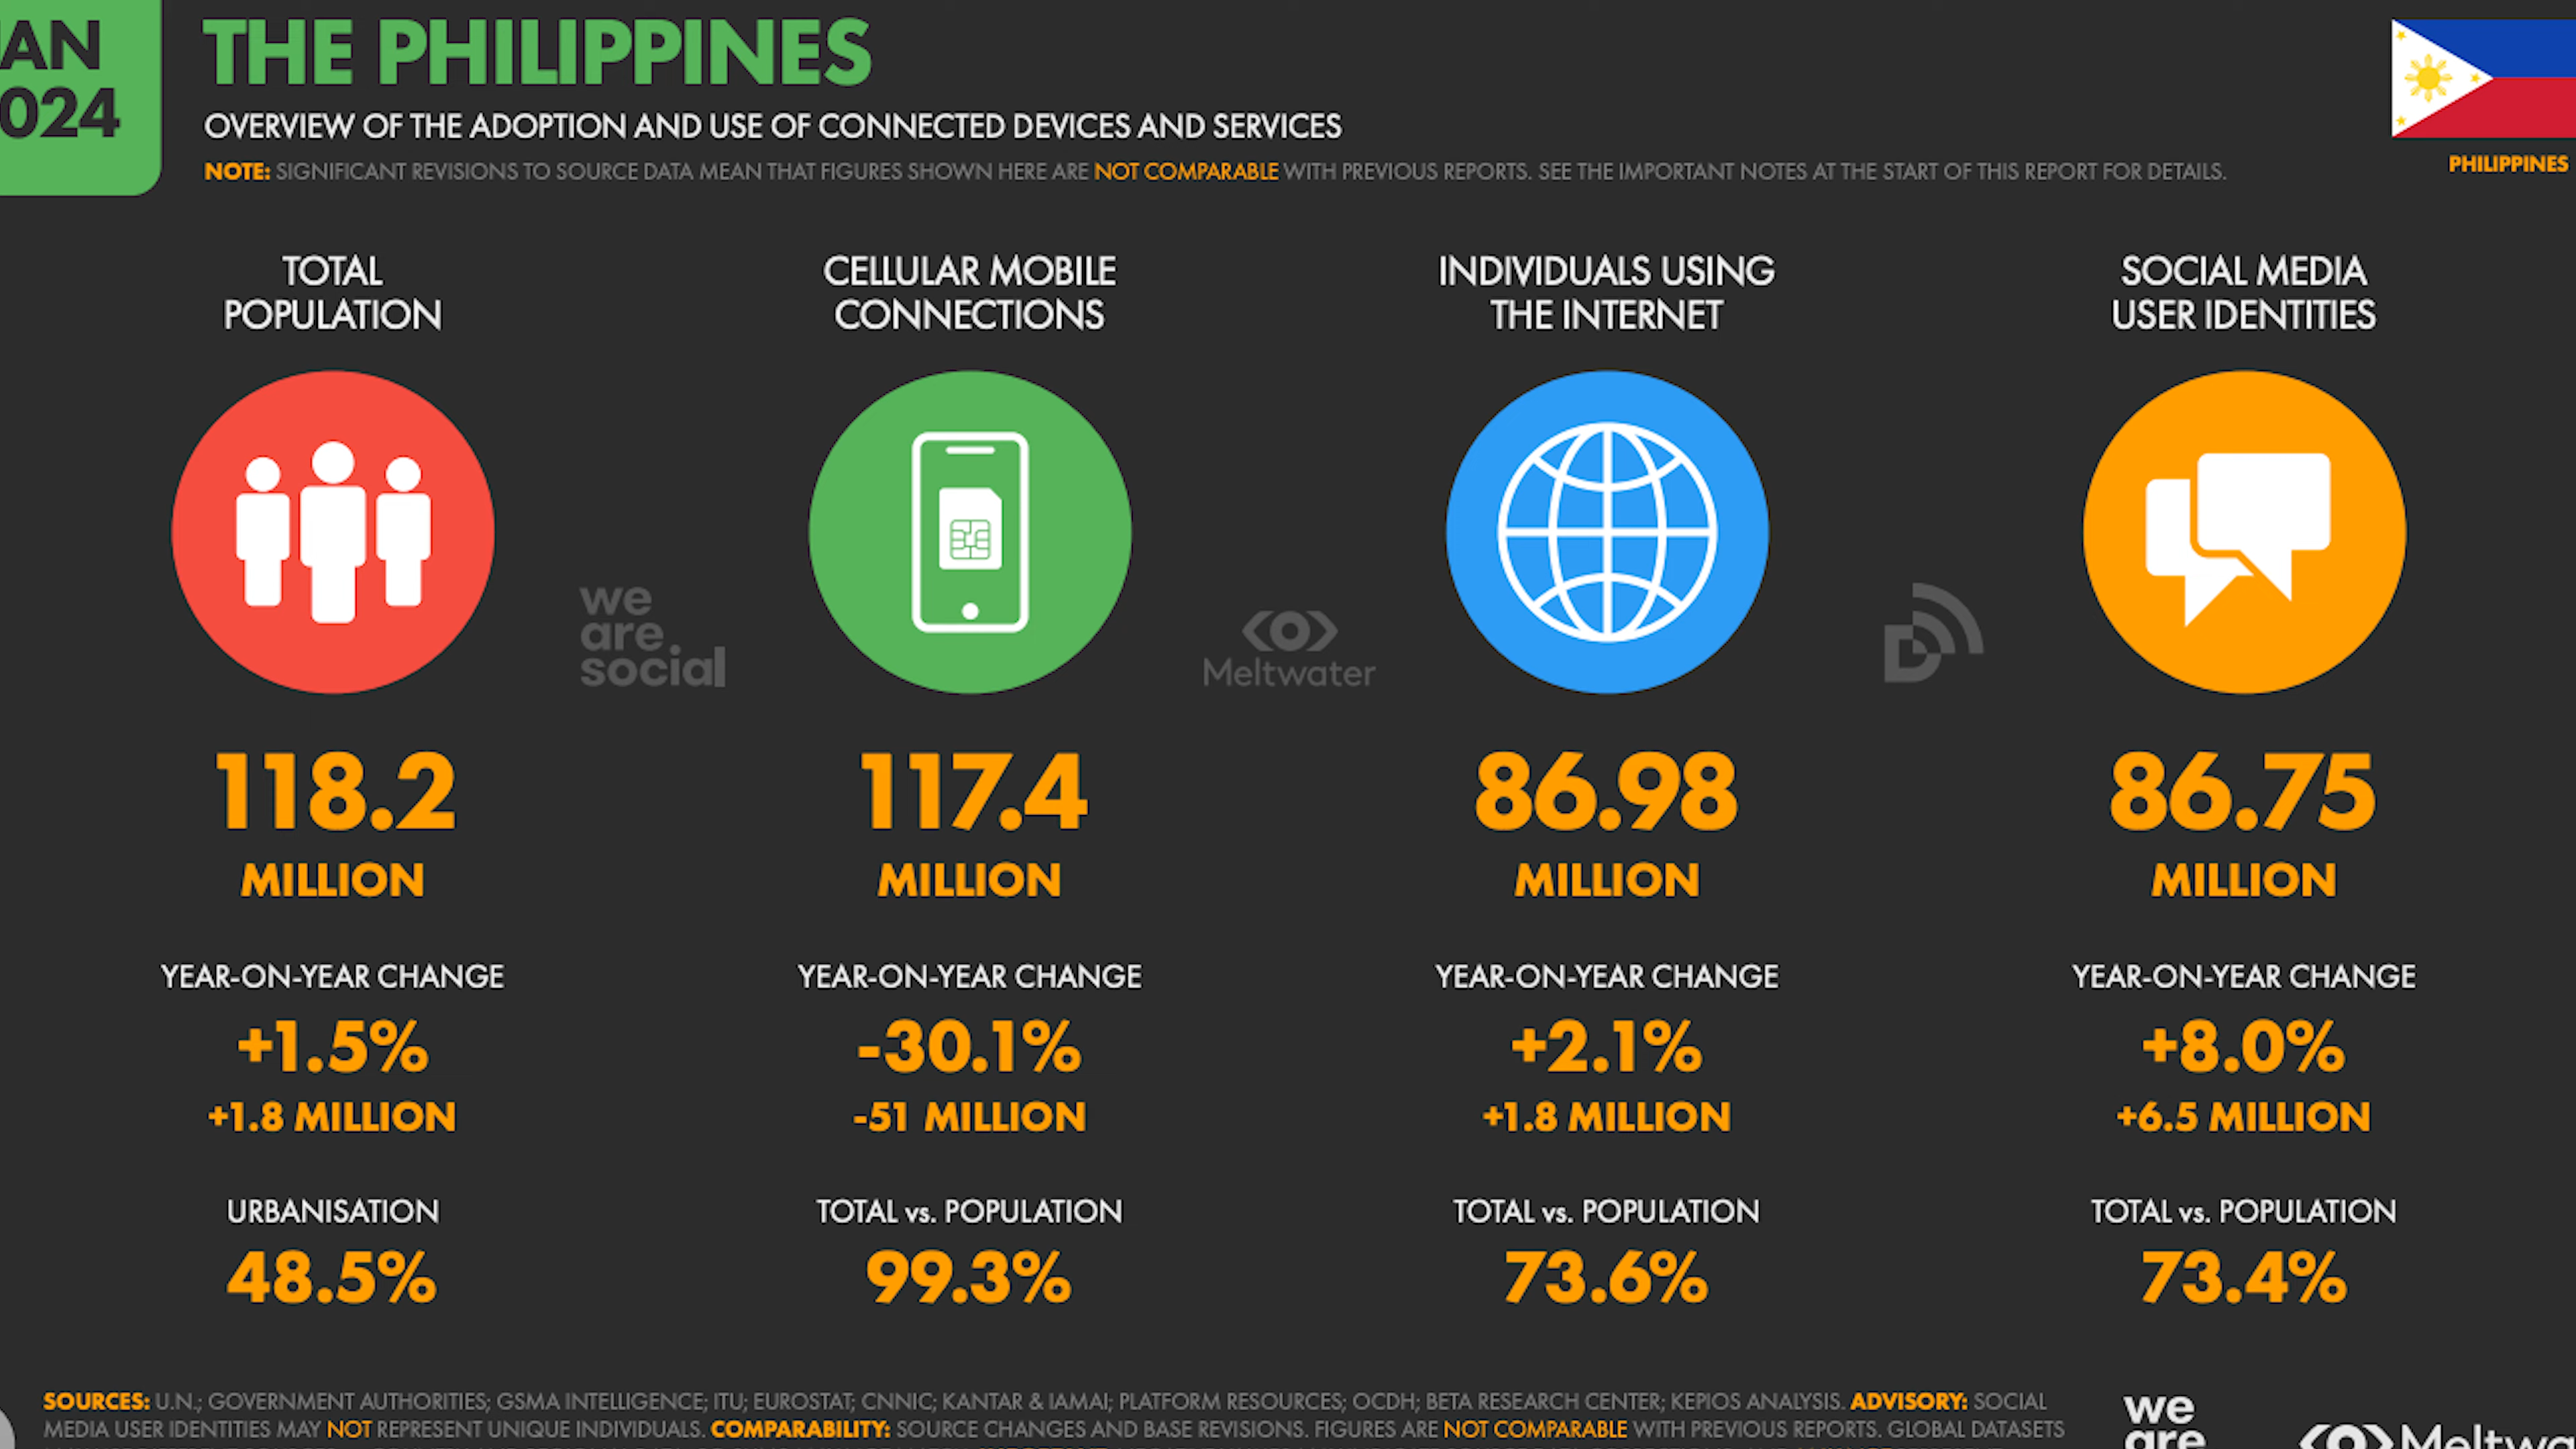 AN
024
THE PHILIPPINES
OVERVIEW OF THE ADOPTION AND USE OF CONNECTED DEVICES AND SERVICES
NOTE: SIGNIFICANT REVISIONS TO SOURCE DATA MEAN THAT FIGURES SHOWN HERE ARE NOT COMPARABLE WITH PREVIOUS REPORTS. SEE THE IMPORTANT NOTES AT THE START OF THIS REPORT FOR DETAILS.
PHILIPPINES
TOTAL
POPULATION
118.2
MILLION
YEAR-ON-YEAR CHANGE
+1.5%
+1.8 MILLION
URBANISATION
48.5%
we
are
social
CELLULAR MOBILE
CONNECTIONS
117.4
MILLION
YEAR-ON-YEAR CHANGE
-30.1%
-51 MILLION
TOTAL vs. POPULATION
99.3%
Meltwater
INDIVIDUALS USING
THE INTERNET
86.98
MILLION
YEAR-ON-YEAR CHANGE
+2.1%
+1.8 MILLION
TOTAL vs. POPULATION
73.6%
SOCIAL MEDIA
USER IDENTITIES
86.75
MILLION
YEAR-ON-YEAR CHANGE
+8.0%
+6.5 MILLION
TOTAL vs. POPULATION
73.4%
SOURCES: U.N.; GOVERNMENT AUTHORITIES; GSMA INTELLIGENCE; ITU; EUROSTAT; CNNIC; KANTAR & IAMAI; PLATFORM RESOURCES; OCDH; BETA RESEARCH CENTER; KEPIOS ANALYSIS. ADVISORY: SOCIAL
MEDIA USER IDENTITIES MAY NOT REPRESENT UNIQUE INDIVIDUALS. COMPARABILITY: SOURCE CHANGES AND BASE REVISIONS. FIGURES ARE NOT COMPARABLE WITH PREVIOUS REPORTS. GLOBAL DATASETS
we
are
Meltwa